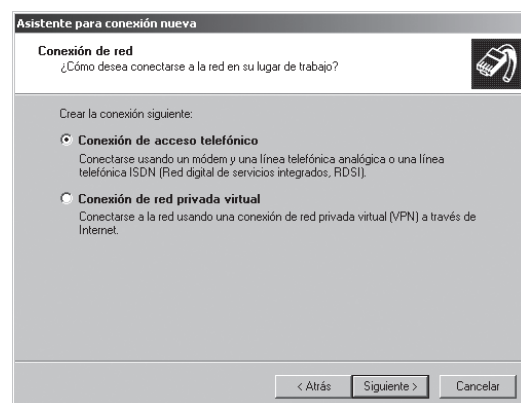 Asistente para conexión nueva
Conexión de red
¿Cómo desea conectarse a la red en su lugar de trabajo?
Crear la conexión siguiente:
Conexión de acceso telefónico
Conectarse usando un módem y una línea telefónica analógica o una línea
telefónica ISDN (Red digital de servicios integrados, RDSI).
Conexión de red privada virtual
Conectarse a la red usando una conexión de red privada virtual (VPN) a través de
Internet.
< Atrás Siguiente > Cancelar